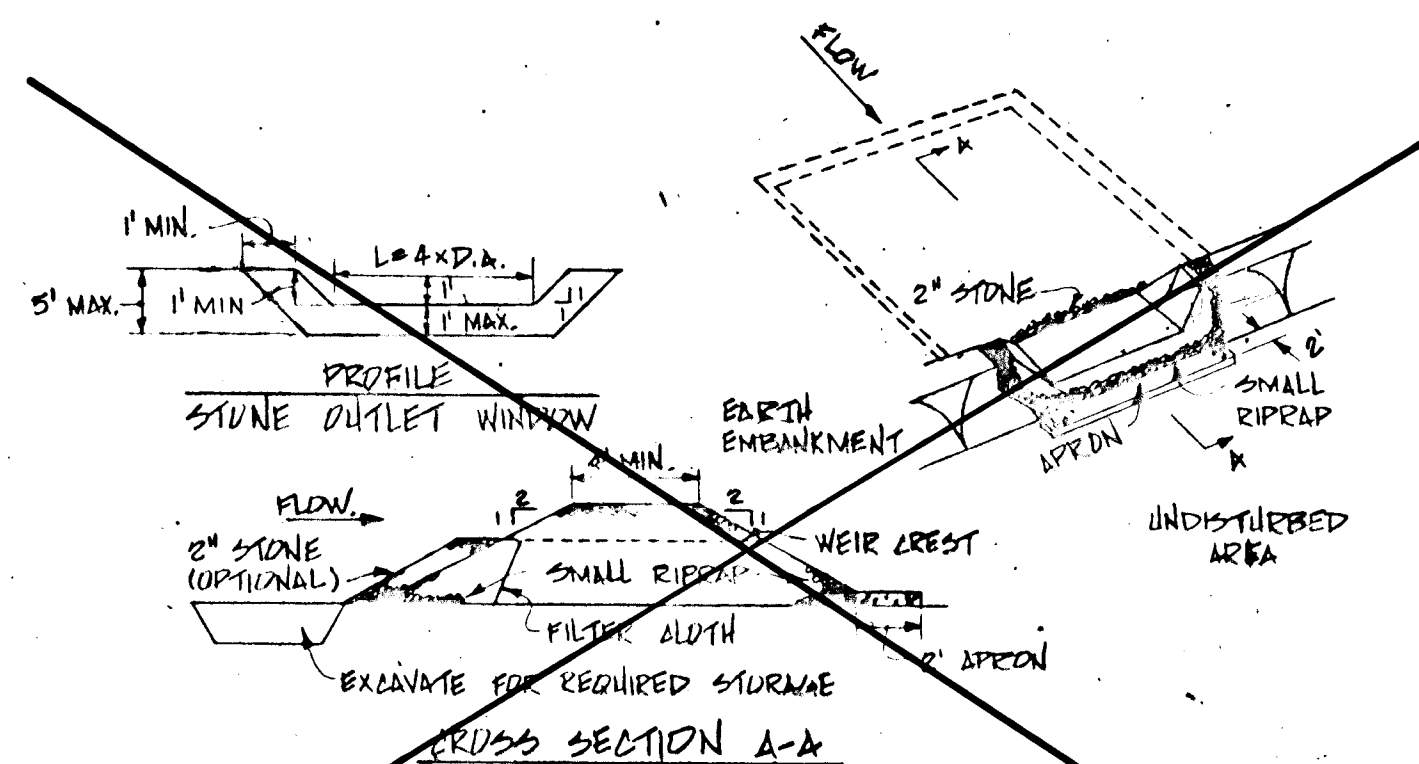 FLOW
A
1' MIN.
L = 4 × D.A.
5' MAX.
1' MIN
1'
1' MAX.
1
1
PROFILE
STONE OUTLET WINDOW
2" STONE
2'
SMALL
RIPRAP
APRON
A
EARTH
EMBANKMENT
UNDISTURBED
AREA
MIN.
FLOW.
1
2
2
1
2" STONE
(OPTIONAL)
WEIR CREST
SMALL RIPRAP
FILTER CLOTH
2' APRON
EXCAVATE FOR REQUIRED STORAGE
CROSS SECTION A-A